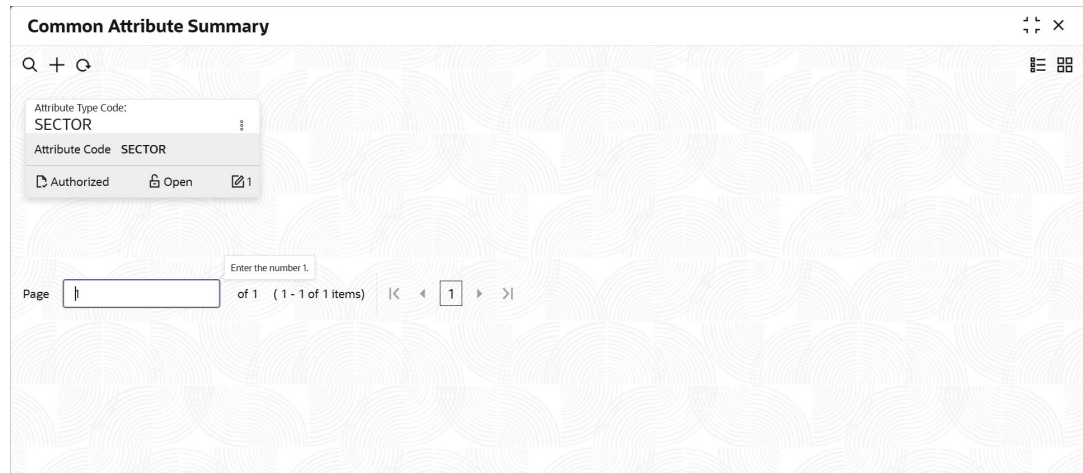 Common Attribute Summary
Attribute Type Code:
SECTOR
Attribute Code SECTOR
Authorized Open 1
Enter the number 1.
Page 1 of 1 ( 1 - 1 of 1 items) 1